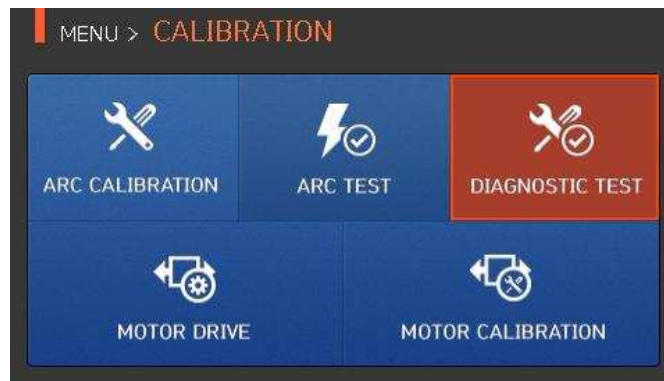 MENU > CALIBRATION
ARC CALIBRATION ARC TEST DIAGNOSTIC TEST
MOTOR DRIVE MOTOR CALIBRATION